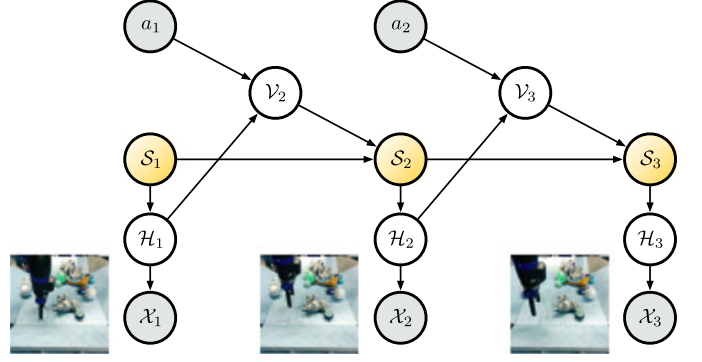 a₁ a₂
𝒱₂ 𝒱₃
𝒮₁ 𝒮₂ 𝒮₃
ℋ₁ ℋ₂ ℋ₃
𝒳₁ 𝒳₂ 𝒳₃